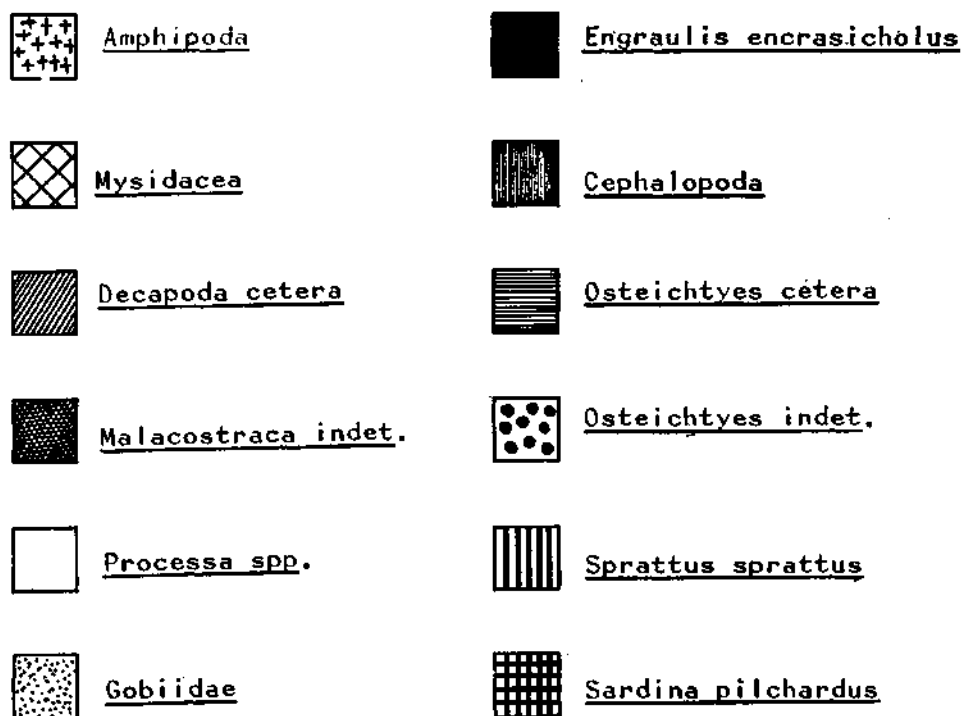 Amphipoda
Mysidacea
Decapoda cetera
Malacostraca indet.
Processa spp.
Gobiidae
Engraulis encrasicholus
Cephalopoda
Osteichtyes cétera
Osteichtyes indet.
Sprattus sprattus
Sardina pilchardus